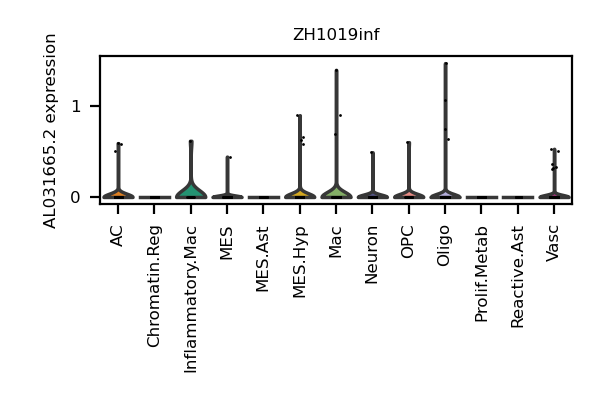 ZH1019inf
AL031665.2 expression
1
0
AC
Chromatin.Reg
Inflammatory.Mac
MES
MES.Ast
MES.Hyp
Mac
Neuron
OPC
Oligo
Prolif.Metab
Reactive.Ast
Vasc